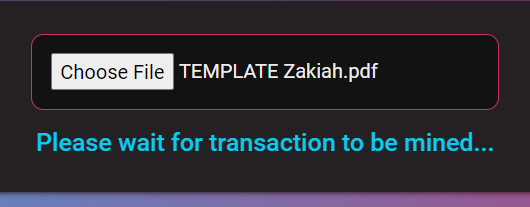 Choose File TEMPLATE Zakiah.pdf
Please wait for transaction to be mined...